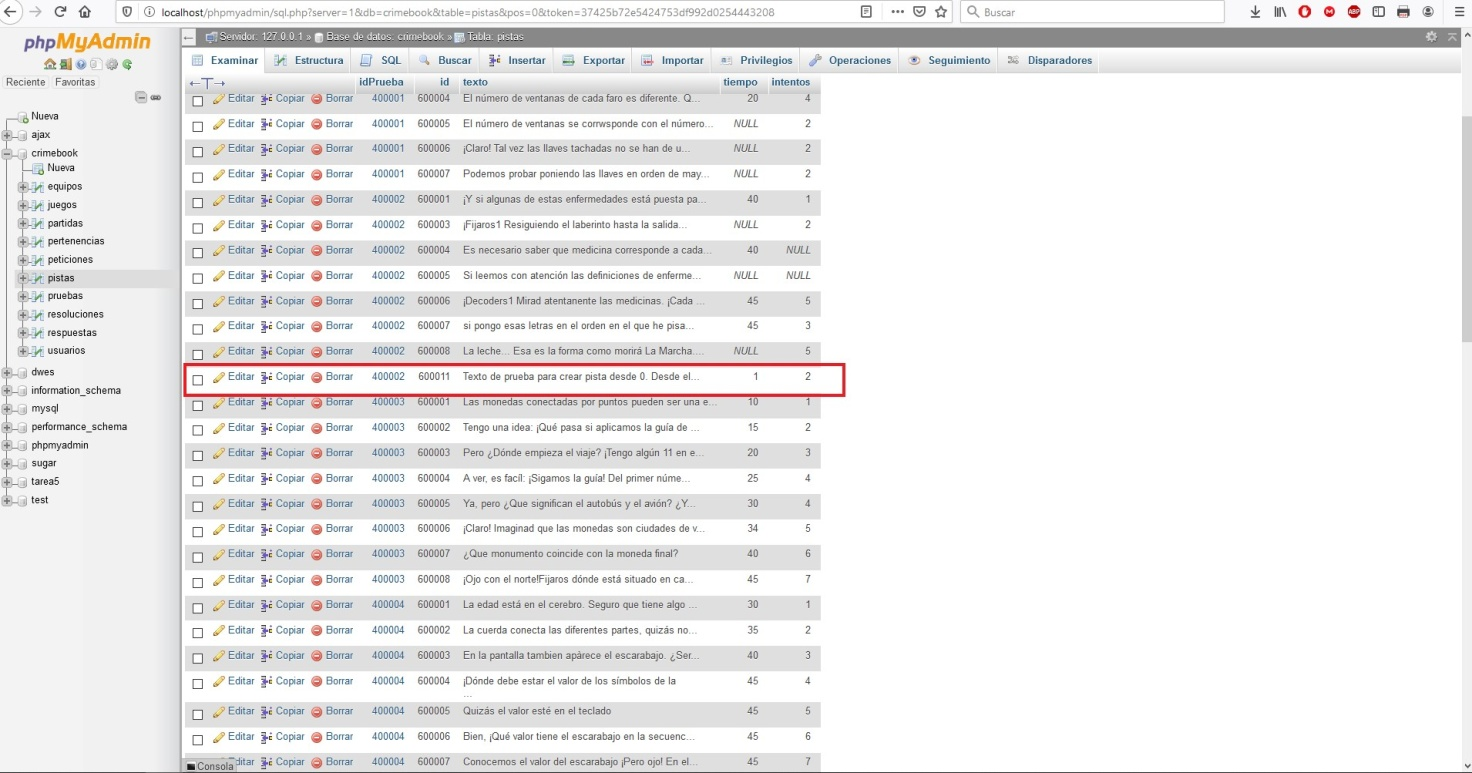 localhost/phpmyadmin/sql.php?server=1&db=crimebook&table=pistas&pos=0&token=37425b72e5424753df992d0254443208
Buscar
phpMyAdmin
Reciente Favoritas
Nueva
ajax
crimebook
Nueva
equipos
juegos
partidas
pertenencias
peticiones
pistas
pruebas
resoluciones
respuestas
usuarios
dwes
information_schema
mysql
performance_schema
phpmyadmin
sugar
tarea5
test
Servidor: 127.0.0.1 » Base de datos: crimebook » Tabla: pistas
Examinar Estructura SQL Buscar Insertar Exportar Importar Privilegios Operaciones Seguimiento Disparadores
←T→ idPrueba id texto tiempo intentos
Editar Copiar Borrar 400001 600004 El número de ventanas de cada faro es diferente. Q... 20 4
Editar Copiar Borrar 400001 600005 El número de ventanas se corrwsponde con el número... NULL 2
Editar Copiar Borrar 400001 600006 ¡Claro! Tal vez las llaves tachadas no se han de u... NULL 2
Editar Copiar Borrar 400001 600007 Podemos probar poniendo las llaves en orden de may... NULL 2
Editar Copiar Borrar 400002 600001 ¡Y si algunas de estas enfermedades está puesta pa... 40 1
Editar Copiar Borrar 400002 600003 ¡Fijaros1 Resiguiendo el laberinto hasta la salida... NULL 2
Editar Copiar Borrar 400002 600004 Es necesario saber que medicina corresponde a cada... 40 NULL
Editar Copiar Borrar 400002 600005 Si leemos con atención las definiciones de enferme... NULL NULL
Editar Copiar Borrar 400002 600006 ¡Decoders1 Mirad atentanente las medicinas. ¡Cada ... 45 5
Editar Copiar Borrar 400002 600007 si pongo esas letras en el orden en el que he pisa... 45 3
Editar Copiar Borrar 400002 600008 La leche... Esa es la forma como morirá La Marcha.... NULL 5
Editar Copiar Borrar 400002 600011 Texto de prueba para crear pista desde 0. Desde el... 1 2
Editar Copiar Borrar 400003 600001 Las monedas conectadas por puntos pueden ser una e... 10 1
Editar Copiar Borrar 400003 600002 Tengo una idea: ¡Qué pasa si aplicamos la guía de ... 15 2
Editar Copiar Borrar 400003 600003 Pero ¿Dónde empieza el viaje? ¡Tengo algún 11 en e... 20 3
Editar Copiar Borrar 400003 600004 A ver, es facíl: ¡Sigamos la guía! Del primer núme... 25 4
Editar Copiar Borrar 400003 600005 Ya, pero ¿Que significan el autobús y el avión? ¿Y... 30 4
Editar Copiar Borrar 400003 600006 ¡Claro! Imaginad que las monedas son ciudades de v... 34 5
Editar Copiar Borrar 400003 600007 ¿Que monumento coincide con la moneda final? 40 6
Editar Copiar Borrar 400003 600008 ¡Ojo con el norte!Fijaros dónde está situado en ca... 45 7
Editar Copiar Borrar 400004 600001 La edad está en el cerebro. Seguro que tiene algo ... 30 1
Editar Copiar Borrar 400004 600002 La cuerda conecta las diferentes partes, quizás no... 35 2
Editar Copiar Borrar 400004 600003 En la pantalla tambien apárece el escarabajo. ¿Ser... 40 3
Editar Copiar Borrar 400004 600004 ¡Dónde debe estar el valor de los símbolos de la 45 4
...
Editar Copiar Borrar 400004 600005 Quizás el valor esté en el teclado 45 5
Editar Copiar Borrar 400004 600006 Bien, ¡Qué valor tiene el escarabajo en la secuenc... 45 6
Editar Copiar Borrar 400004 600007 Conocemos el valor del escarabajo ¡Pero ojo! En el... 45 7
Consola